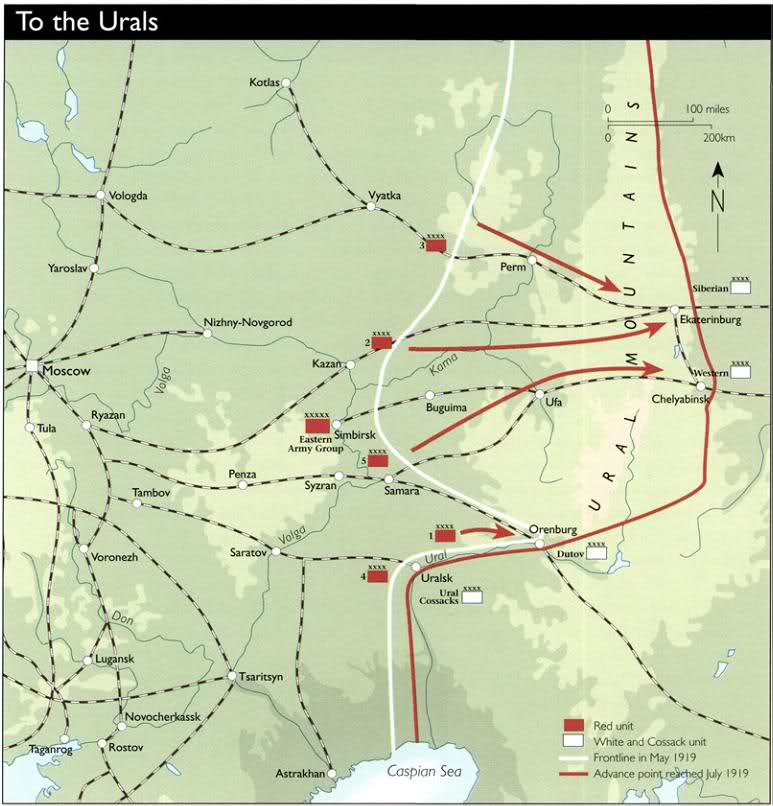 To the Urals
Kotlas
0 100 miles
0 200km
N
URAL MOUNTAINS
Vologda
Vyatka
xxxx
3
Yaroslav
Perm
xxxx
Siberian
Nizhny-Novgorod
Ekaterinburg
xxxx
2
Moscow
Kazan
Kama
Volga
xxxx
Western
Chelyabinsk
Buguima
Ufa
Ryazan
Tula
xxxxx
Eastern
Army Group
Simbirsk
xxxx
5
Penza
Syzran
Samara
Tambov
Volga
xxxx
1
Orenburg
Voronezh
Saratov
Ural
xxxx
Dutov
xxxx
4
Uralsk
xxxx
Ural
Cossacks
Don
Lugansk
Tsaritsyn
Novocherkassk
Taganrog
Rostov
Astrakhan
Caspian Sea
Red unit
White and Cossack unit
Frontline in May 1919
Advance point reached July 1919